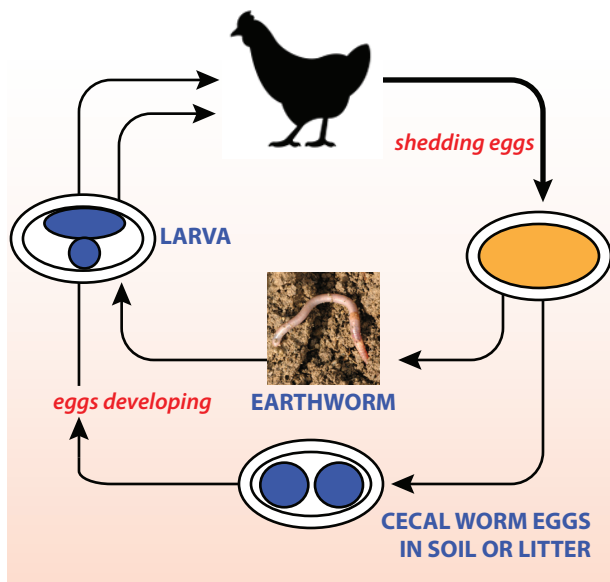 shedding eggs
LARVA
EARTHWORM
eggs developing
CECAL WORM EGGS
IN SOIL OR LITTER